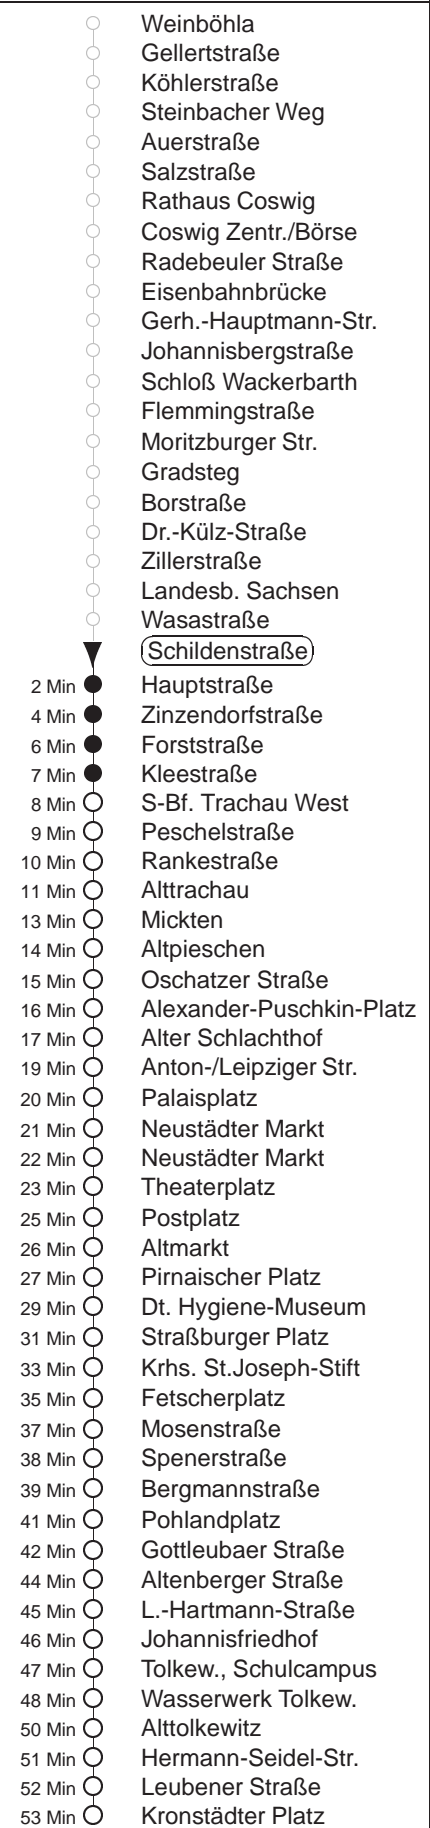 Weinböhla
Gellertstraße
Köhlerstraße
Steinbacher Weg
Auerstraße
Salzstraße
Rathaus Coswig
Coswig Zentr./Börse
Radebeuler Straße
Eisenbahnbrücke
Gerh.-Hauptmann-Str.
Johannisbergstraße
Schloß Wackerbarth
Flemmingstraße
Moritzburger Str.
Gradsteg
Borstraße
Dr.-Külz-Straße
Zillerstraße
Landesb. Sachsen
Wasastraße
Schildenstraße
2 Min Hauptstraße
4 Min Zinzendorfstraße
6 Min Forststraße
7 Min Kleestraße
8 Min S-Bf. Trachau West
9 Min Peschelstraße
10 Min Rankestraße
11 Min Alttrachau
13 Min Mickten
14 Min Altpieschen
15 Min Oschatzer Straße
16 Min Alexander-Puschkin-Platz
17 Min Alter Schlachthof
19 Min Anton-/Leipziger Str.
20 Min Palaisplatz
21 Min Neustädter Markt
22 Min Neustädter Markt
23 Min Theaterplatz
25 Min Postplatz
26 Min Altmarkt
27 Min Pirnaischer Platz
29 Min Dt. Hygiene-Museum
31 Min Straßburger Platz
33 Min Krhs. St.Joseph-Stift
35 Min Fetscherplatz
37 Min Mosenstraße
38 Min Spenerstraße
39 Min Bergmannstraße
41 Min Pohlandplatz
42 Min Gottleubaer Straße
44 Min Altenberger Straße
45 Min L.-Hartmann-Straße
46 Min Johannisfriedhof
47 Min Tolkew., Schulcampus
48 Min Wasserwerk Tolkew.
50 Min Alttolkewitz
51 Min Hermann-Seidel-Str.
52 Min Leubener Straße
53 Min Kronstädter Platz